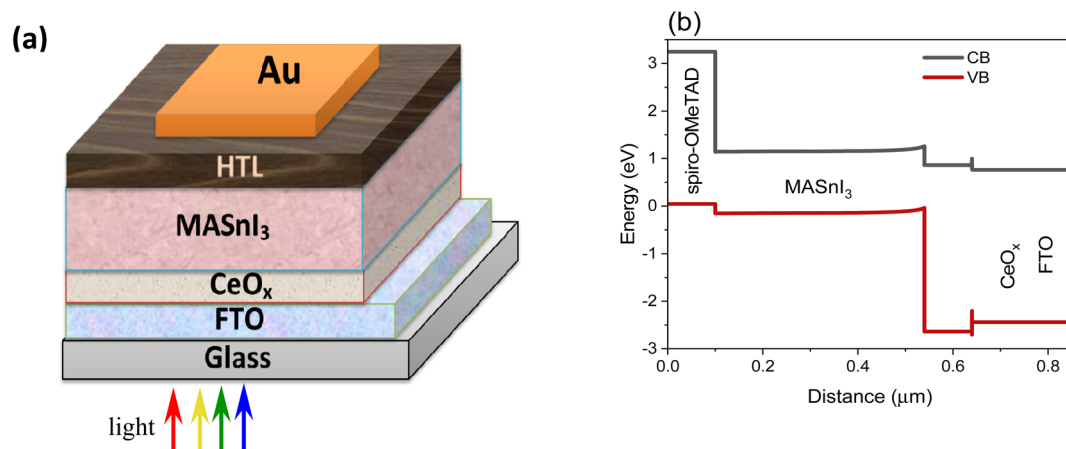 (a)
Au
HTL
MASnI₃
CeOₓ
FTO
Glass
light
(b)
CB
VB
spiro-OMeTAD
MASnI₃
CeOₓ
FTO
Energy (eV)
3
2
1
0
-1
-2
-3
0.0 0.2 0.4 0.6 0.8
Distance (μm)